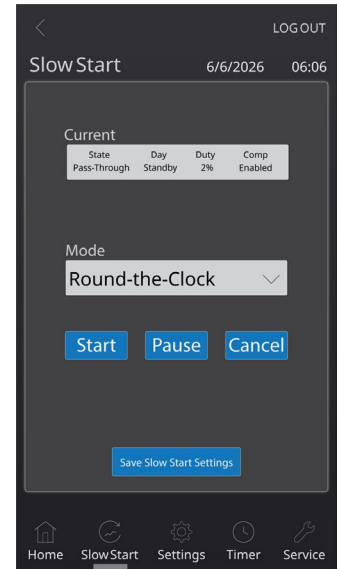 LOG OUT
Slow Start 6/6/2026 06:06
Current
State Day Duty Comp
Pass-Through Standby 2% Enabled
Mode
Round-the-Clock
Start Pause Cancel
Save Slow Start Settings
Home Slow Start Settings Timer Service